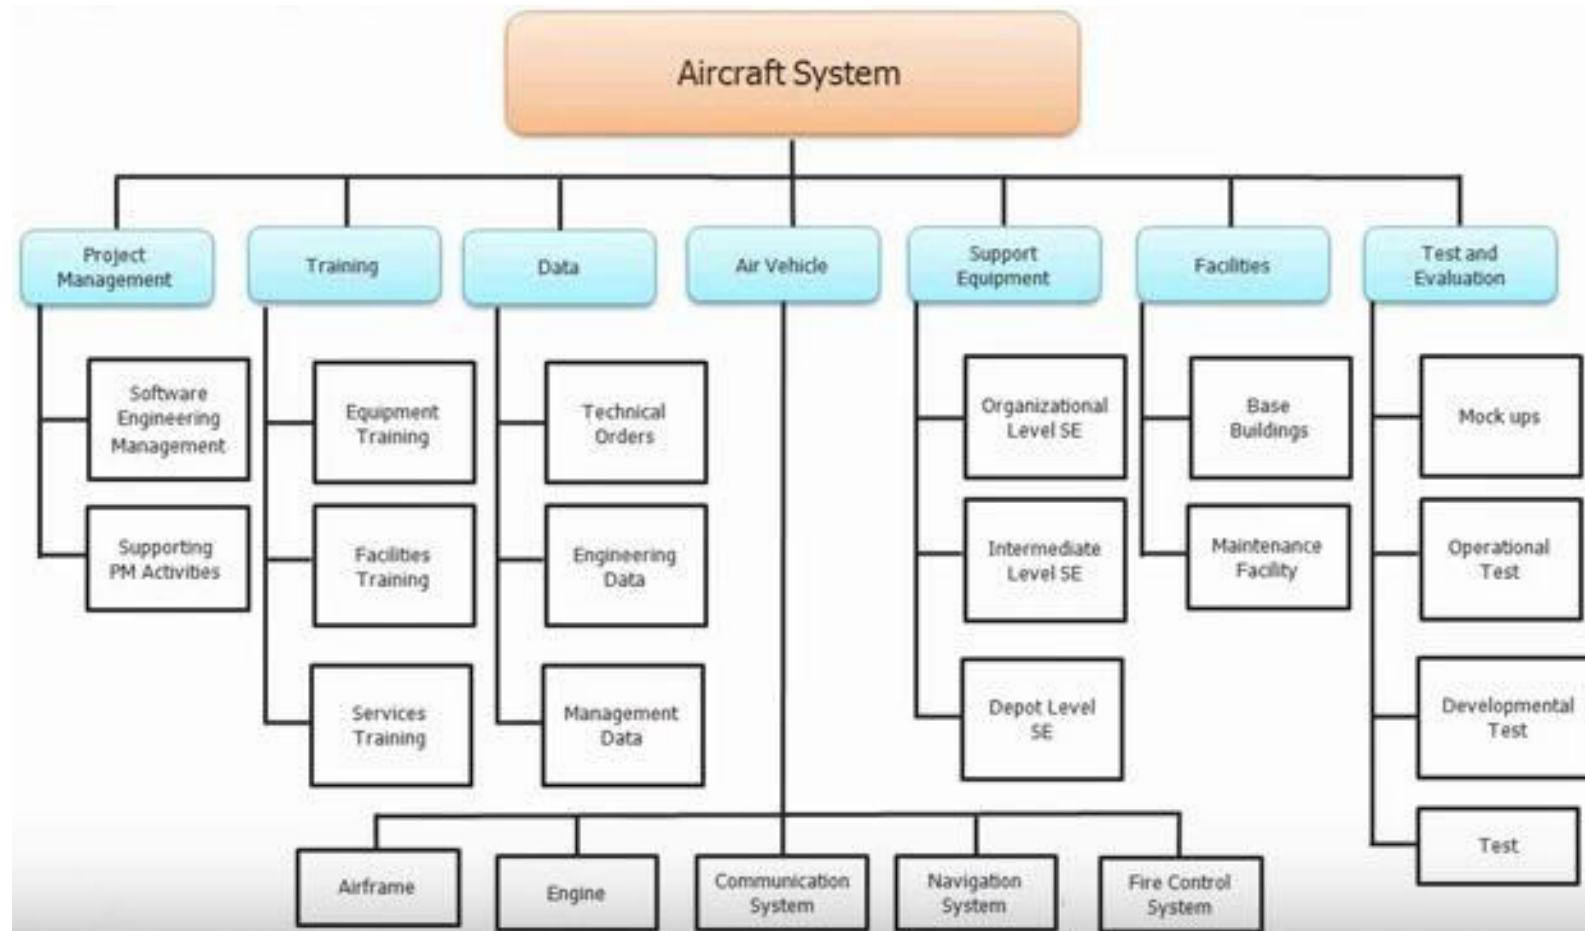 Aircraft System
Project
Management
Training
Data
Air Vehicle
Support
Equipment
Facilities
Test and
Evaluation
Software
Engineering
Management
Supporting
PM Activities
Equipment
Training
Facilities
Training
Services
Training
Technical
Orders
Engineering
Data
Management
Data
Organizational
Level SE
Intermediate
Level SE
Depot Level
SE
Base
Buildings
Maintenance
Facility
Mock ups
Operational
Test
Developmental
Test
Test
Airframe
Engine
Communication
System
Navigation
System
Fire Control
System